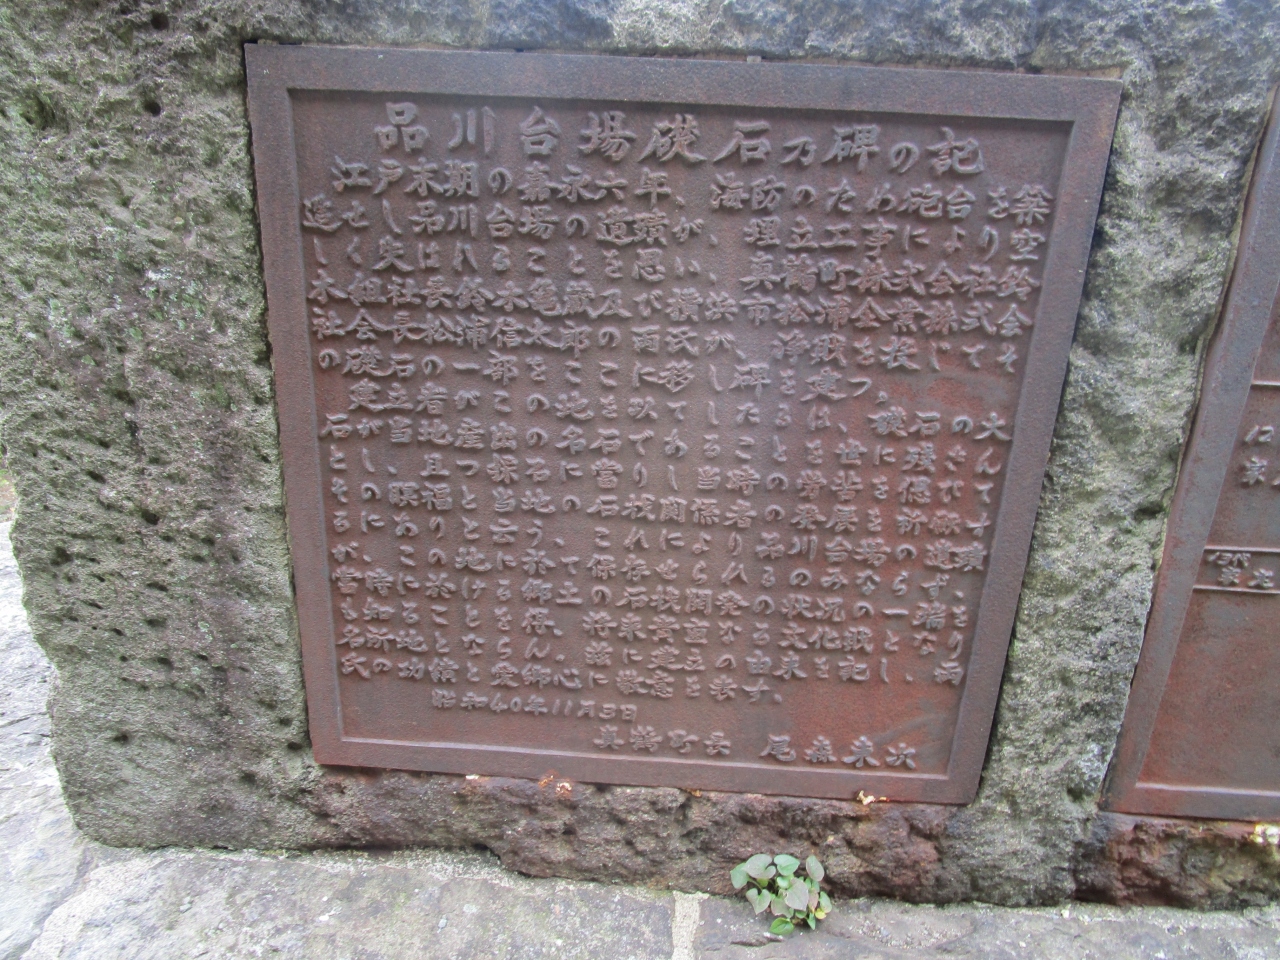 品川台場礎石乃碑の記
江戸末期の嘉永六年、海防のため砲台を築
造せし品川台場の遺蹟が、埋立工事により空
しく失はれることを思い、真鶴町株式会社鈴
木組社長鈴木亀蔵及び横浜市松浦企業株式会
社会長松浦信太郎の両氏が、浄戝を投じてそ
の礎石の一部をここに移し碑を建つ。
建立者がこの地を以てしたるは、礎石の大
石が当地産出の名石であることを世に残さん
とし、且つ採石に當りし当時の労苦を偲びて
その瞑福と当地の石材関係者の発展を祈願す
るにありと云う、これにより品川台場の遺蹟
が、この地に於て保存せられるのみならず、
當時に於ける郷土の石材開発の状況の一端を
も知ることを得、将来貴重なる文化戝となり
名所地とならん。茲に建立の由来を記し、両
氏の功績と愛郷心に敬意を表す。
昭和40年11月3日
真鶴町長 尾森来次